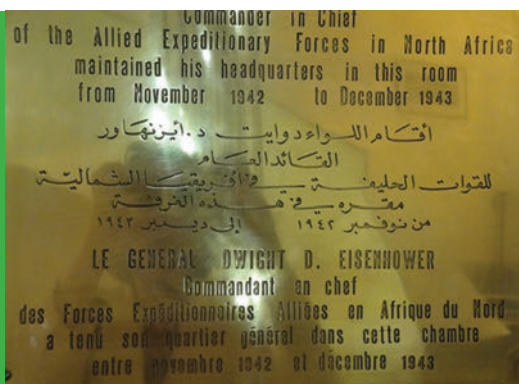 Commander in Chief
of the Allied Expeditionary Forces in North Africa
maintained his headquarters in this room
from November 1942 to December 1943
أقام اللواء دوايت د. أيزنهاور
القائد العام
للقوات الحليفة في افريقيا الشمالية
مقره في هذه الغرفة
من نوفمبر ١٩٤٢ إلى ديسمبر ١٩٤٣
LE GENERAL DWIGHT D. EISENHOWER
Commandant en chef
des Forces Expéditionnaires Alliées en Afrique du Nord
a tenu son quartier général dans cette chambre
entre novembre 1942 et décembre 1943